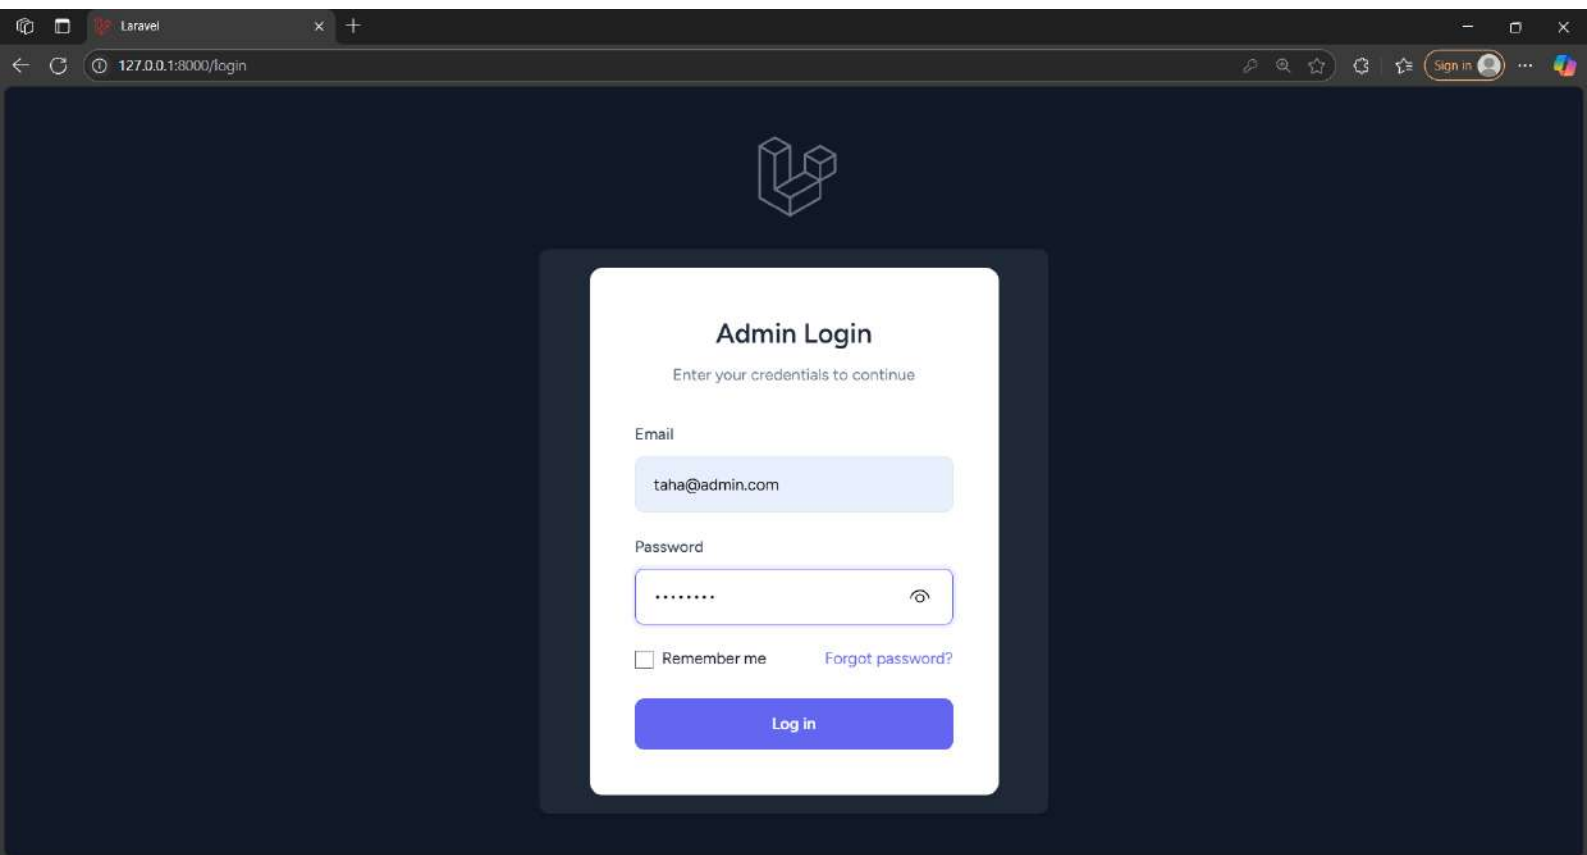 Laravel
127.0.0.1:8000/login
Sign in
Admin Login
Enter your credentials to continue
Email
taha@admin.com
Password
••••••••
Remember me
Forgot password?
Log in